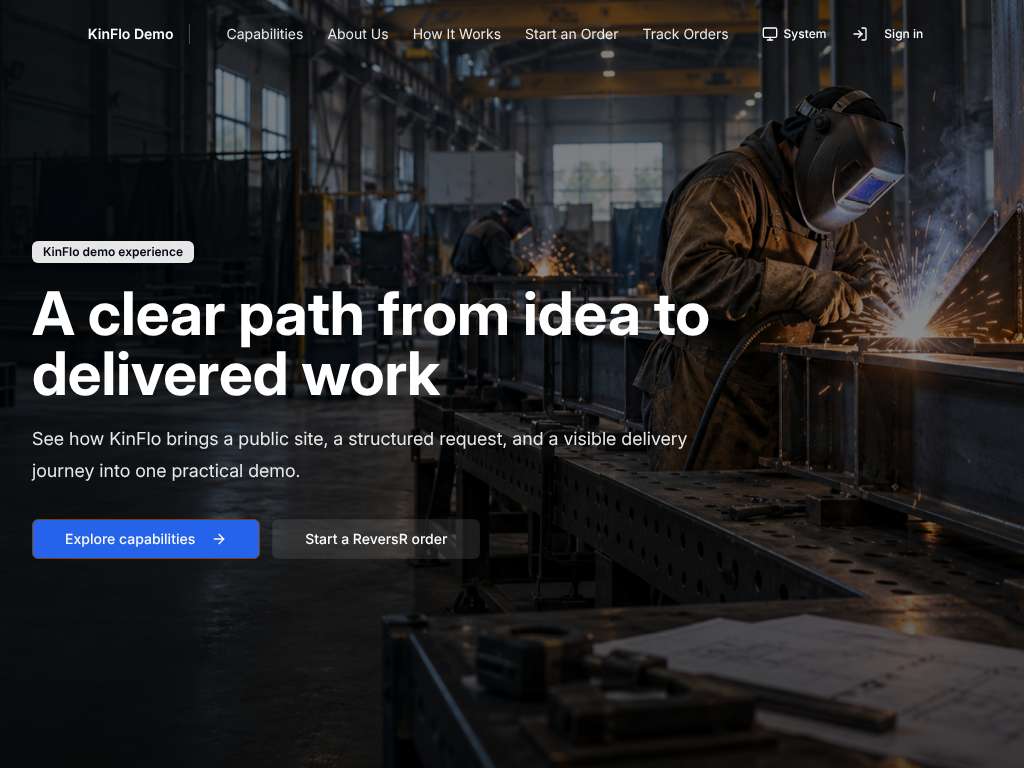 KinFlo Demo
Capabilities
About Us
How It Works
Start an Order
Track Orders
System
Sign in
KinFlo demo experience
A clear path from idea to
delivered work
See how KinFlo brings a public site, a structured request, and a visible delivery
journey into one practical demo.
Explore capabilities
Start a ReversR order